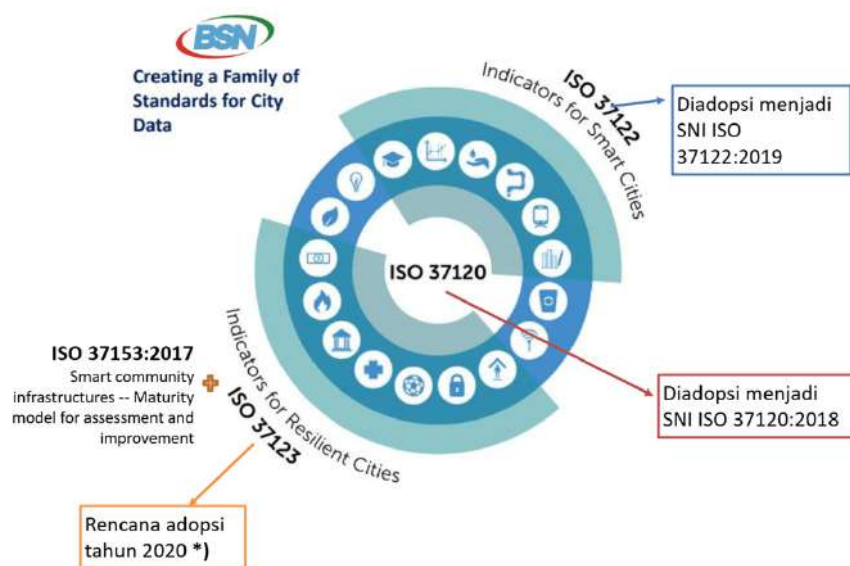 BSN
Creating a Family of
Standards for City
Data
ISO 37122
Indicators for Smart Cities
Diadopsi menjadi
SNI ISO
37122:2019
ISO 37120
Diadopsi menjadi
SNI ISO 37120:2018
ISO 37153:2017
Smart community
infrastructures -- Maturity
model for assessment and
improvement
Indicators for Resilient Cities
ISO 37123
Rencana adopsi
tahun 2020 *)